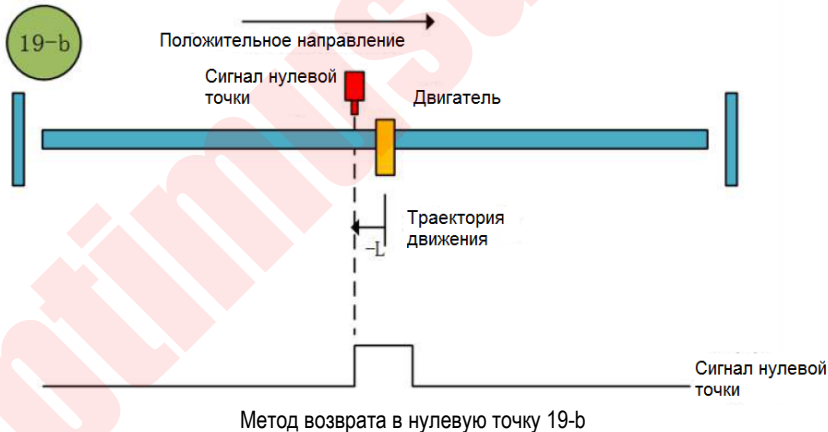 19-b
Положительное направление
Сигнал нулевой
точки
Двигатель
Траектория
движения
-L
Сигнал нулевой
точки
Метод возврата в нулевую точку 19-b